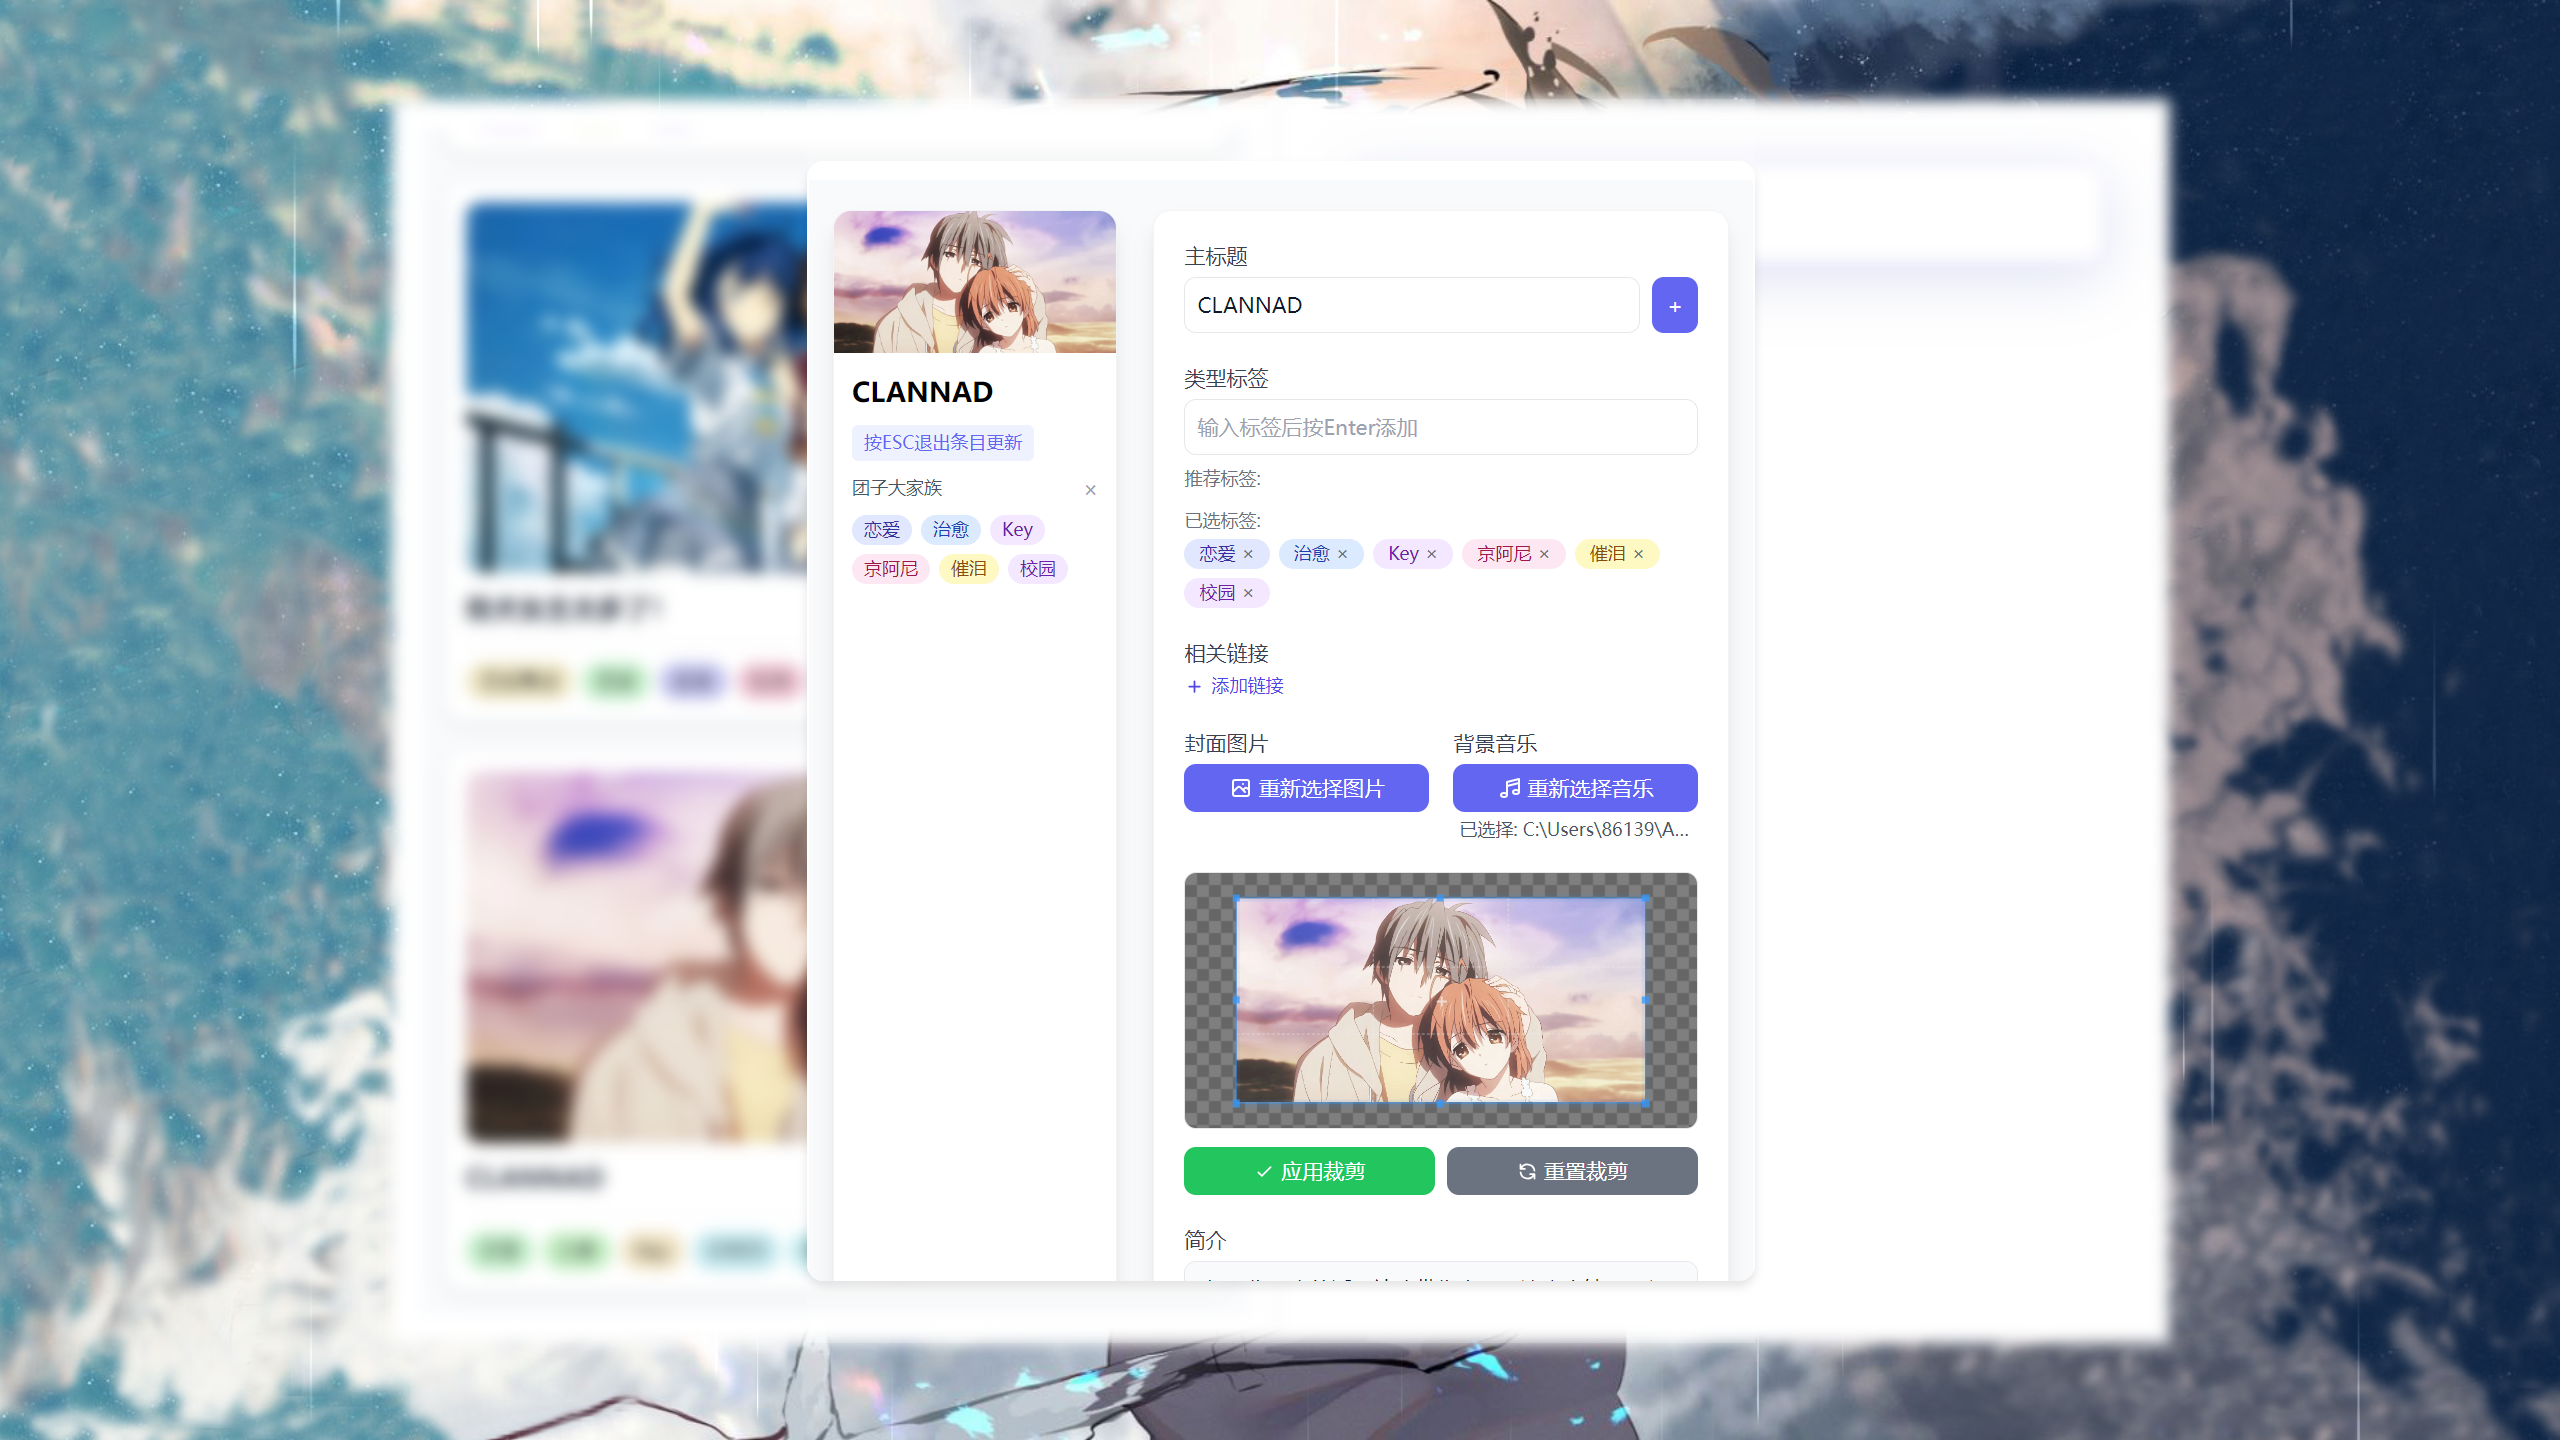 CLANNAD
按ESC退出条目更新
团子大家族 ×
恋爱 治愈 Key
京阿尼 催泪 校园
主标题
CLANNAD +
类型标签
输入标签后按Enter添加
推荐标签:
已选标签:
恋爱 × 治愈 × Key × 京阿尼 × 催泪 ×
校园 ×
相关链接
+ 添加链接
封面图片 背景音乐
重新选择图片 重新选择音乐
已选择: C:\Users\86139\A...
应用裁剪 重置裁剪
简介
CLANNAD